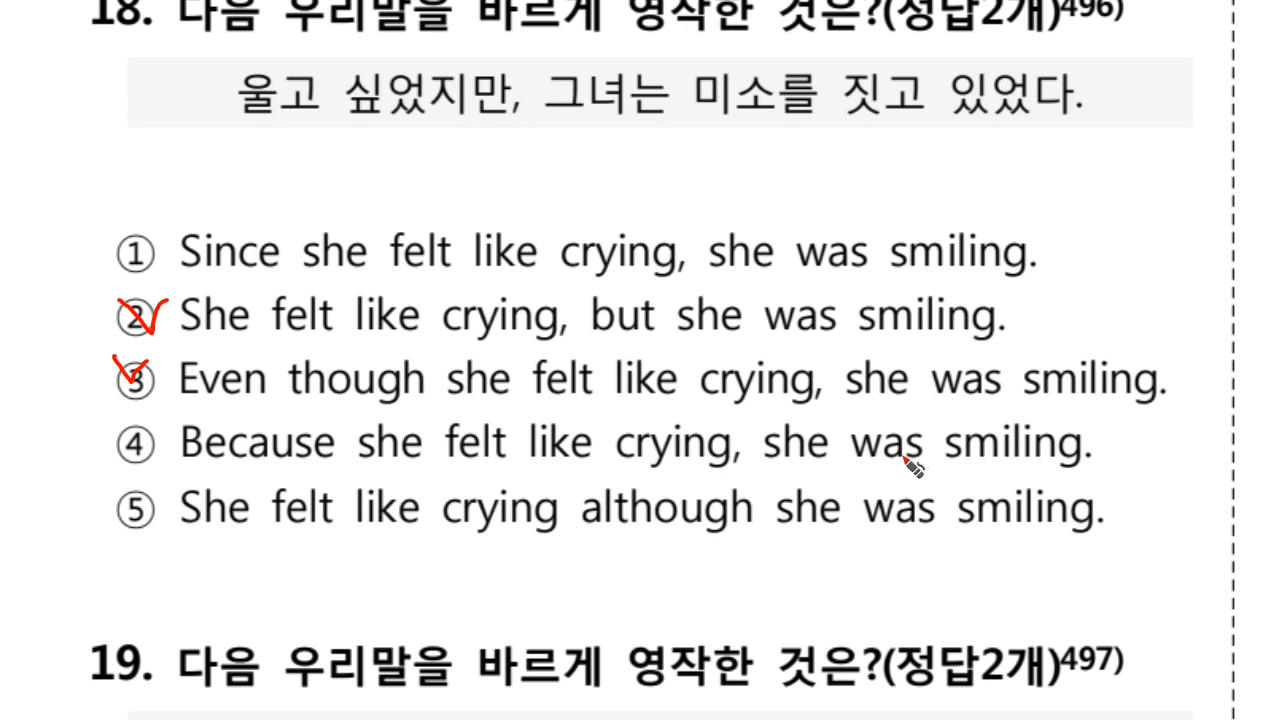 18. 다음 우리말을 바르게 영작한 것은?(정답2개)496)
울고 싶었지만, 그녀는 미소를 짓고 있었다.
① Since she felt like crying, she was smiling.
② She felt like crying, but she was smiling.
③ Even though she felt like crying, she was smiling.
④ Because she felt like crying, she was smiling.
⑤ She felt like crying although she was smiling.
19. 다음 우리말을 바르게 영작한 것은?(정답2개)497)